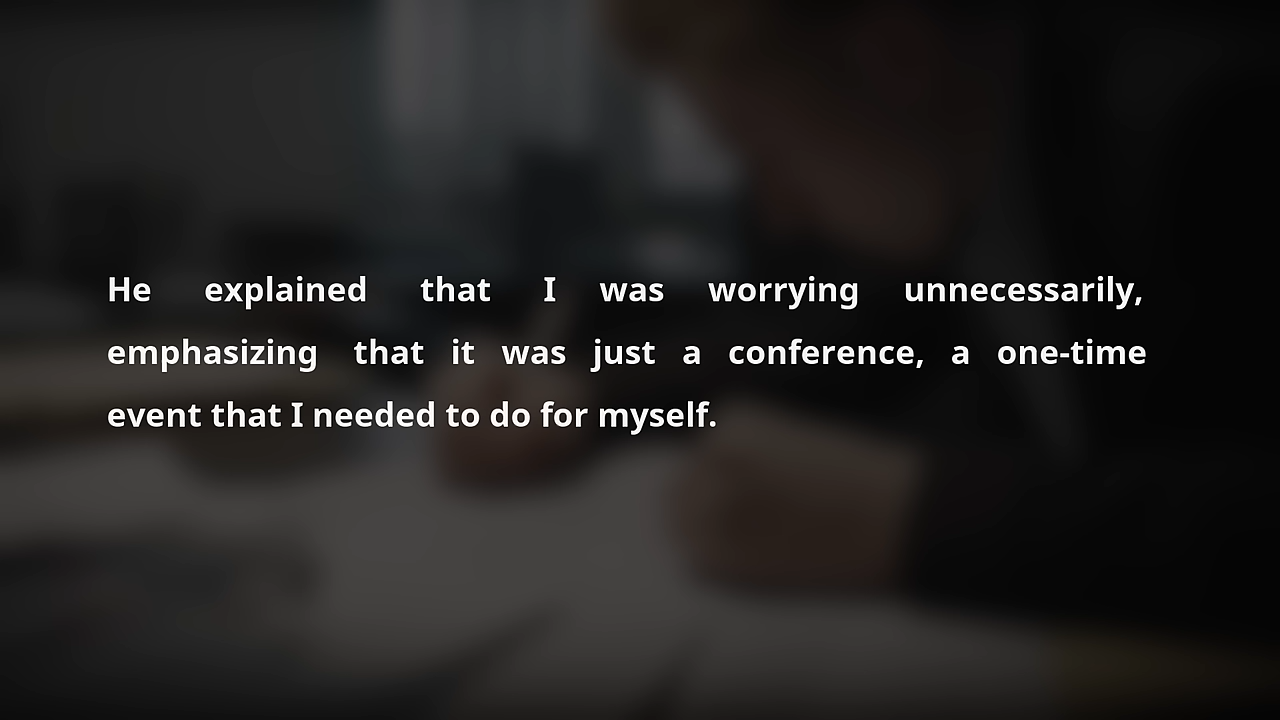 He explained that I was worrying unnecessarily,
emphasizing that it was just a conference, a one-time
event that I needed to do for myself.